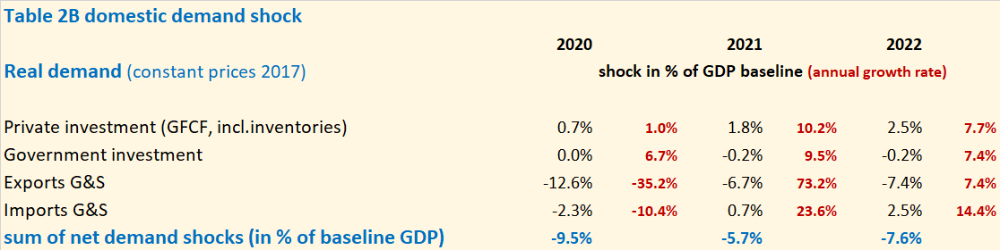 Table 2B domestic demand shock
2020 2021 2022
Real demand (constant prices 2017) shock in % of GDP baseline (annual growth rate)
Private investment (GFCF, incl.inventories) 0.7% 1.0% 1.8% 10.2% 2.5% 7.7%
Government investment 0.0% 6.7% -0.2% 9.5% -0.2% 7.4%
Exports G&S -12.6% -35.2% -6.7% 73.2% -7.4% 7.4%
Imports G&S -2.3% -10.4% 0.7% 23.6% 2.5% 14.4%
sum of net demand shocks (in % of baseline GDP) -9.5% -5.7% -7.6%